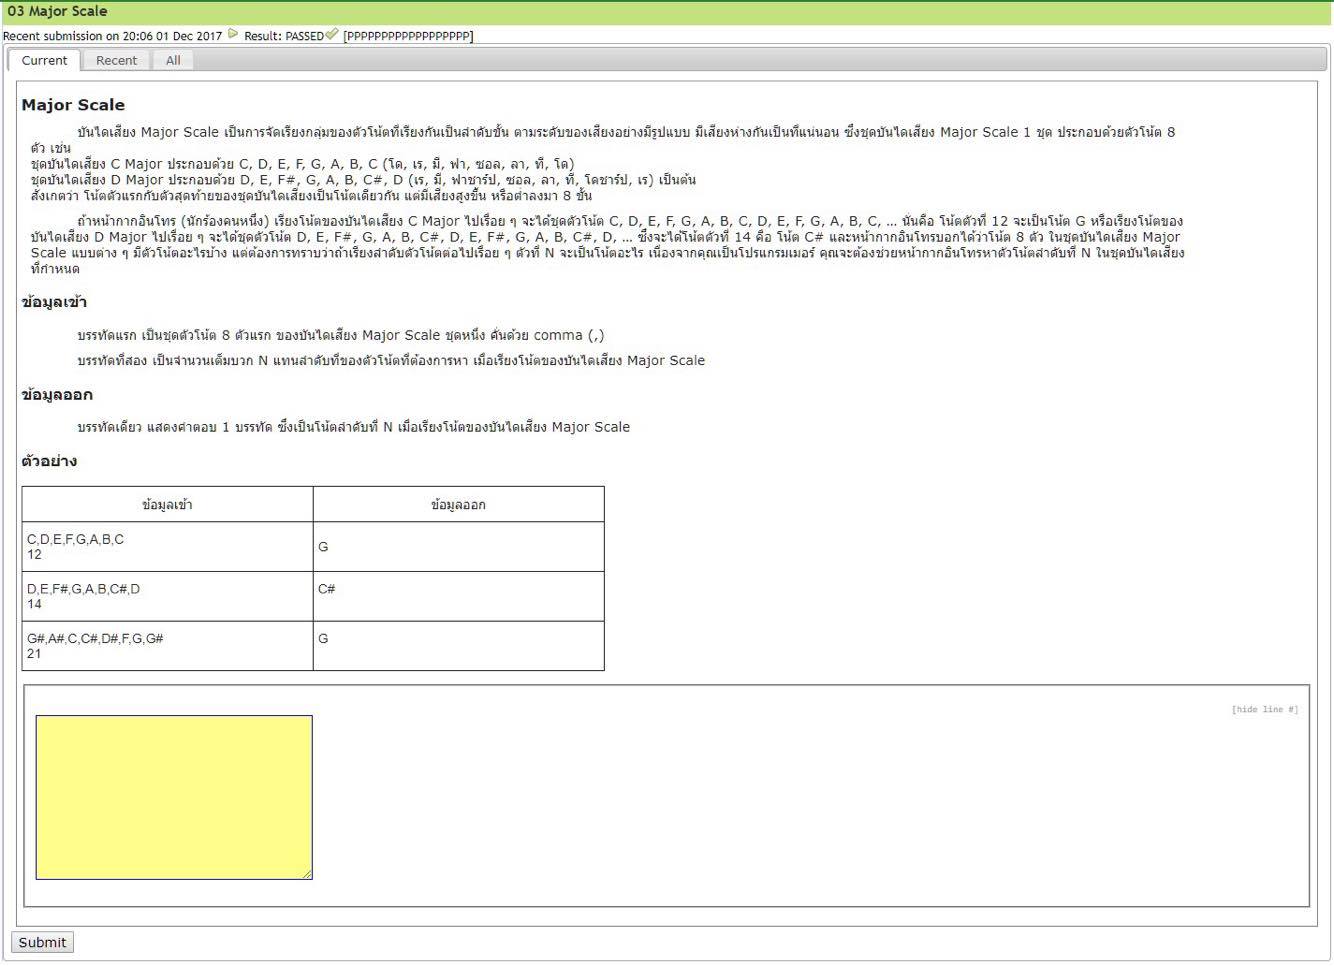 03 Major Scale
Recent submission on 20:06 01 Dec 2017 Result: PASSED [PPPPPPPPPPPPPPPPPP]
Current Recent All
Major Scale
บันไดเสียง Major Scale เป็นการจัดเรียงกลุ่มของตัวโน้ตที่เรียงกันเป็นลำดับขั้น ตามระดับของเสียงอย่างมีรูปแบบ มีเสียงห่างกันเป็นที่แน่นอน ซึ่งชุดบันไดเสียง Major Scale 1 ชุด ประกอบด้วยตัวโน้ต 8
ตัว เช่น
ชุดบันไดเสียง C Major ประกอบด้วย C, D, E, F, G, A, B, C (โด, เร, มี, ฟา, ซอล, ลา, ที, โด)
ชุดบันไดเสียง D Major ประกอบด้วย D, E, F#, G, A, B, C#, D (เร, มี, ฟาชาร์ป, ซอล, ลา, ที, โดชาร์ป, เร) เป็นต้น
สังเกตว่า โน้ตตัวแรกกับตัวสุดท้ายของชุดบันไดเสียงเป็นโน้ตเดียวกัน แต่มีเสียงสูงขึ้น หรือต่ำลงมา 8 ขั้น
ถ้าหน้ากากอินโทร (นักร้องคนหนึ่ง) เรียงโน้ตของบันไดเสียง C Major ไปเรื่อย ๆ จะได้ชุดตัวโน้ต C, D, E, F, G, A, B, C, D, E, F, G, A, B, C, ... นั่นคือ โน้ตตัวที่ 12 จะเป็นโน้ต G หรือเรียงโน้ตของ
บันไดเสียง D Major ไปเรื่อย ๆ จะได้ชุดตัวโน้ต D, E, F#, G, A, B, C#, D, E, F#, G, A, B, C#, D, ... ซึ่งจะได้โน้ตตัวที่ 14 คือ โน้ต C# และหน้ากากอินโทรบอกได้ว่าโน้ต 8 ตัว ในชุดบันไดเสียง Major
Scale แบบต่าง ๆ มีตัวโน้ตอะไรบ้าง แต่ต้องการทราบว่าถ้าเรียงลำดับตัวโน้ตต่อไปเรื่อย ๆ ตัวที่ N จะเป็นโน้ตอะไร เนื่องจากคุณเป็นโปรแกรมเมอร์ คุณจะต้องช่วยหน้ากากอินโทรหาตัวโน้ตลำดับที่ N ในชุดบันไดเสียง
ที่กำหนด
ข้อมูลเข้า
บรรทัดแรก เป็นชุดตัวโน้ต 8 ตัวแรก ของบันไดเสียง Major Scale ชุดหนึ่ง คั่นด้วย comma (,)
บรรทัดที่สอง เป็นจำนวนเต็มบวก N แทนลำดับที่ของตัวโน้ตที่ต้องการหา เมื่อเรียงโน้ตของบันไดเสียง Major Scale
ข้อมูลออก
บรรทัดเดียว แสดงคำตอบ 1 บรรทัด ซึ่งเป็นโน้ตลำดับที่ N เมื่อเรียงโน้ตของบันไดเสียง Major Scale
ตัวอย่าง
ข้อมูลเข้า ข้อมูลออก
C,D,E,F,G,A,B,C
12
G
D,E,F#,G,A,B,C#,D
14
C#
G#,A#,C,C#,D#,F,G,G#
21
G
[hide line #]
Submit